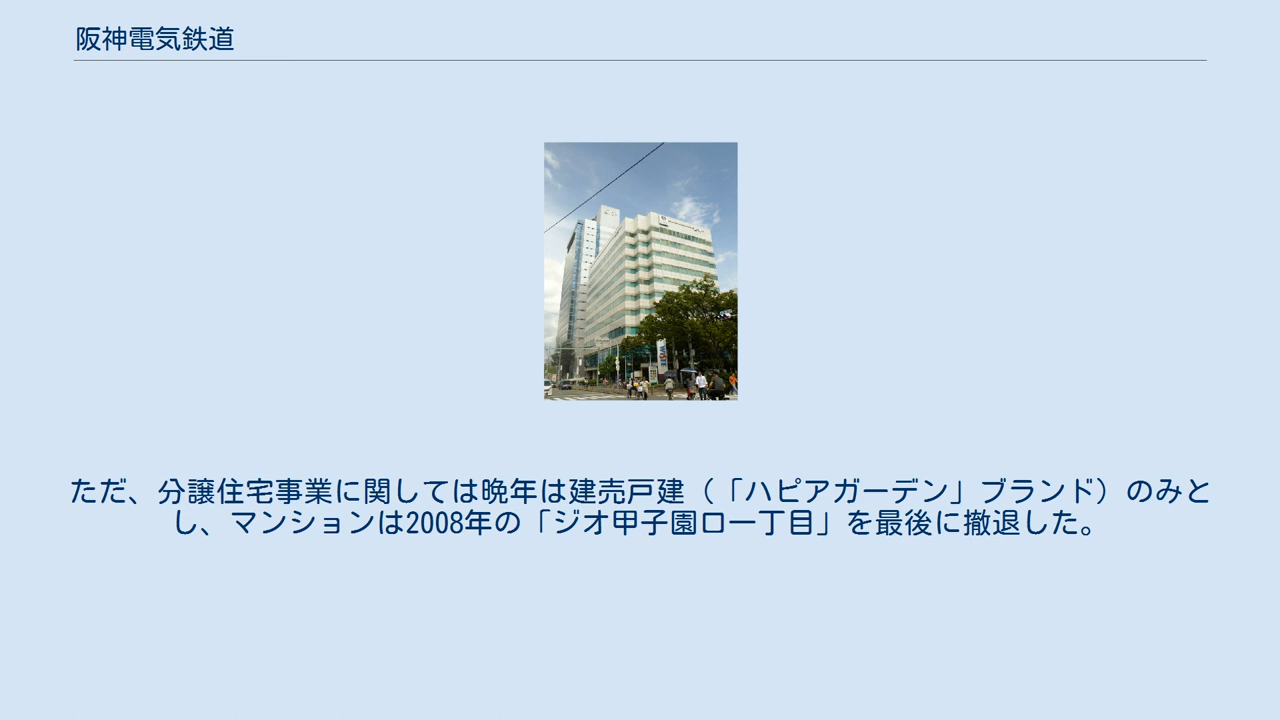 阪神電気鉄道
ただ、分譲住宅事業に関しては晩年は建売戸建（「ハピアガーデン」ブランド）のみと
し、マンションは2008年の「ジオ甲子園口一丁目」を最後に撤退した。